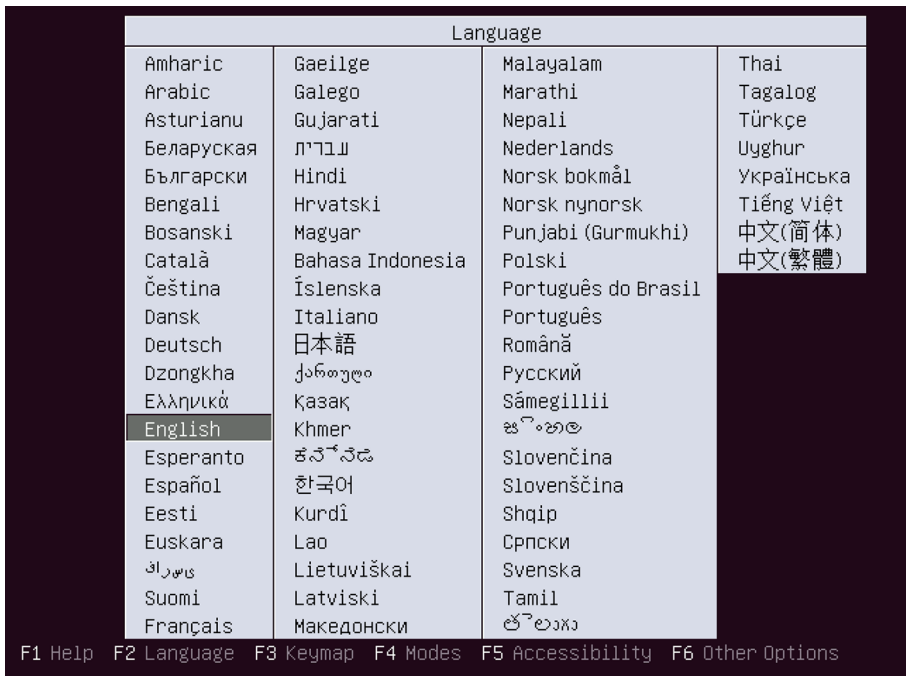 Language
Amharic
Arabic
Asturianu
Беларуская
Български
Bengali
Bosanski
Català
Čeština
Dansk
Deutsch
Dzongkha
Ελληνικά
English
Esperanto
Español
Eesti
Euskara
فارسی
Suomi
Français
Gaeilge
Galego
Gujarati
עברית
Hindi
Hrvatski
Magyar
Bahasa Indonesia
Íslenska
Italiano
日本語
ქართული
Қазақ
Khmer
ಕನ್ನಡ
한국어
Kurdî
Lao
Lietuviškai
Latviski
Македонски
Malayalam
Marathi
Nepali
Nederlands
Norsk bokmål
Norsk nynorsk
Punjabi (Gurmukhi)
Polski
Português do Brasil
Português
Română
Русский
Sámegillii
සිංහල
Slovenčina
Slovenščina
Shqip
Српски
Svenska
Tamil
తెలుగు
Thai
Tagalog
Türkçe
Uyghur
Українська
Tiếng Việt
中文(简体)
中文(繁體)
F1 Help F2 Language F3 Keymap F4 Modes F5 Accessibility F6 Other Options